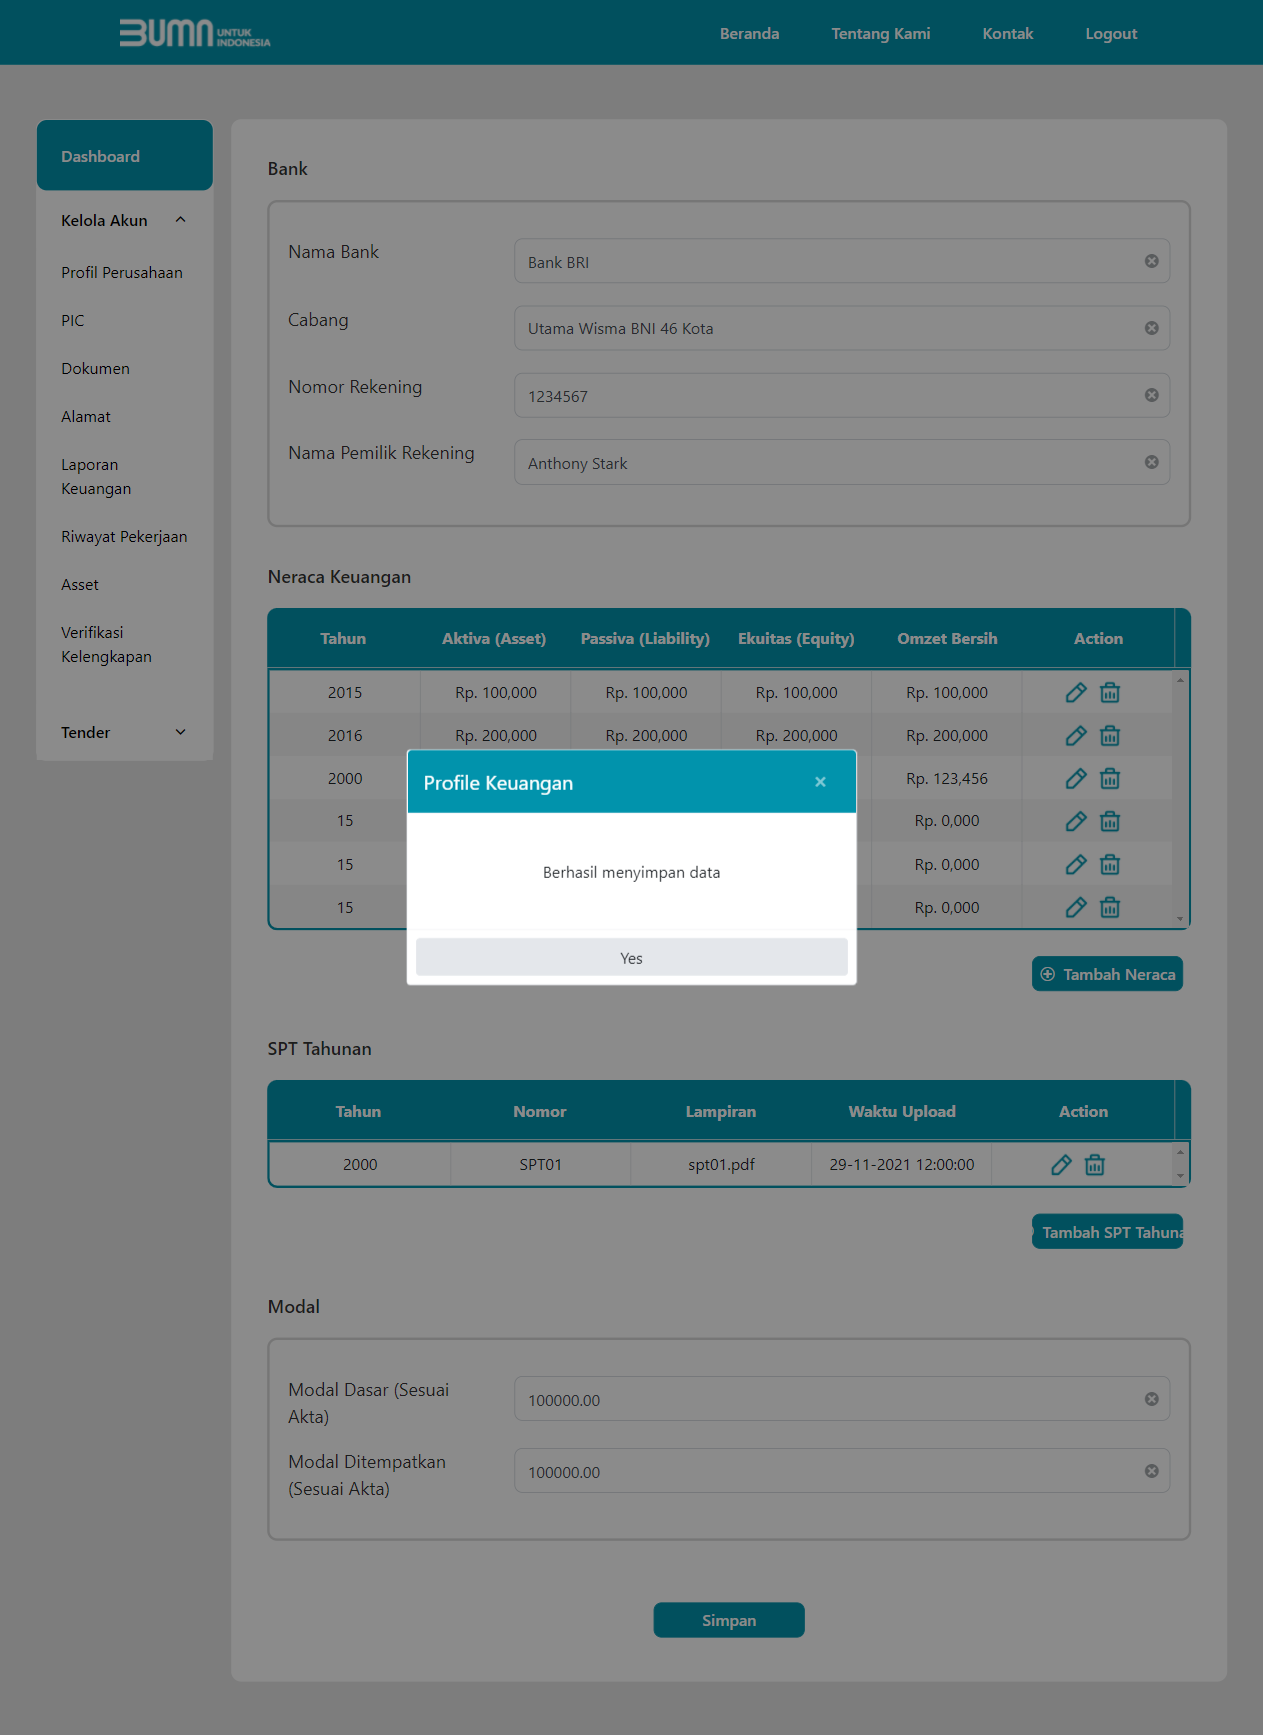 BUMN UNTUK INDONESIA
Beranda Tentang Kami Kontak Logout
Dashboard
Kelola Akun
Profil Perusahaan
PIC
Dokumen
Alamat
Laporan
Keuangan
Riwayat Pekerjaan
Asset
Verifikasi
Kelengkapan
Tender
Bank
Nama Bank Bank BRI
Cabang Utama Wisma BNI 46 Kota
Nomor Rekening 1234567
Nama Pemilik Rekening Anthony Stark
Neraca Keuangan
Tahun Aktiva (Asset) Passiva (Liability) Ekuitas (Equity) Omzet Bersih Action
2015 Rp. 100,000 Rp. 100,000 Rp. 100,000 Rp. 100,000
2016 Rp. 200,000 Rp. 200,000 Rp. 200,000 Rp. 200,000
2000 Rp. 123,456
15 Rp. 0,000
15 Rp. 0,000
15 Rp. 0,000
Profile Keuangan ×
Berhasil menyimpan data
Yes
Tambah Neraca
SPT Tahunan
Tahun Nomor Lampiran Waktu Upload Action
2000 SPT01 spt01.pdf 29-11-2021 12:00:00
Tambah SPT Tahuna
Modal
Modal Dasar (Sesuai
Akta) 100000.00
Modal Ditempatkan
(Sesuai Akta) 100000.00
Simpan